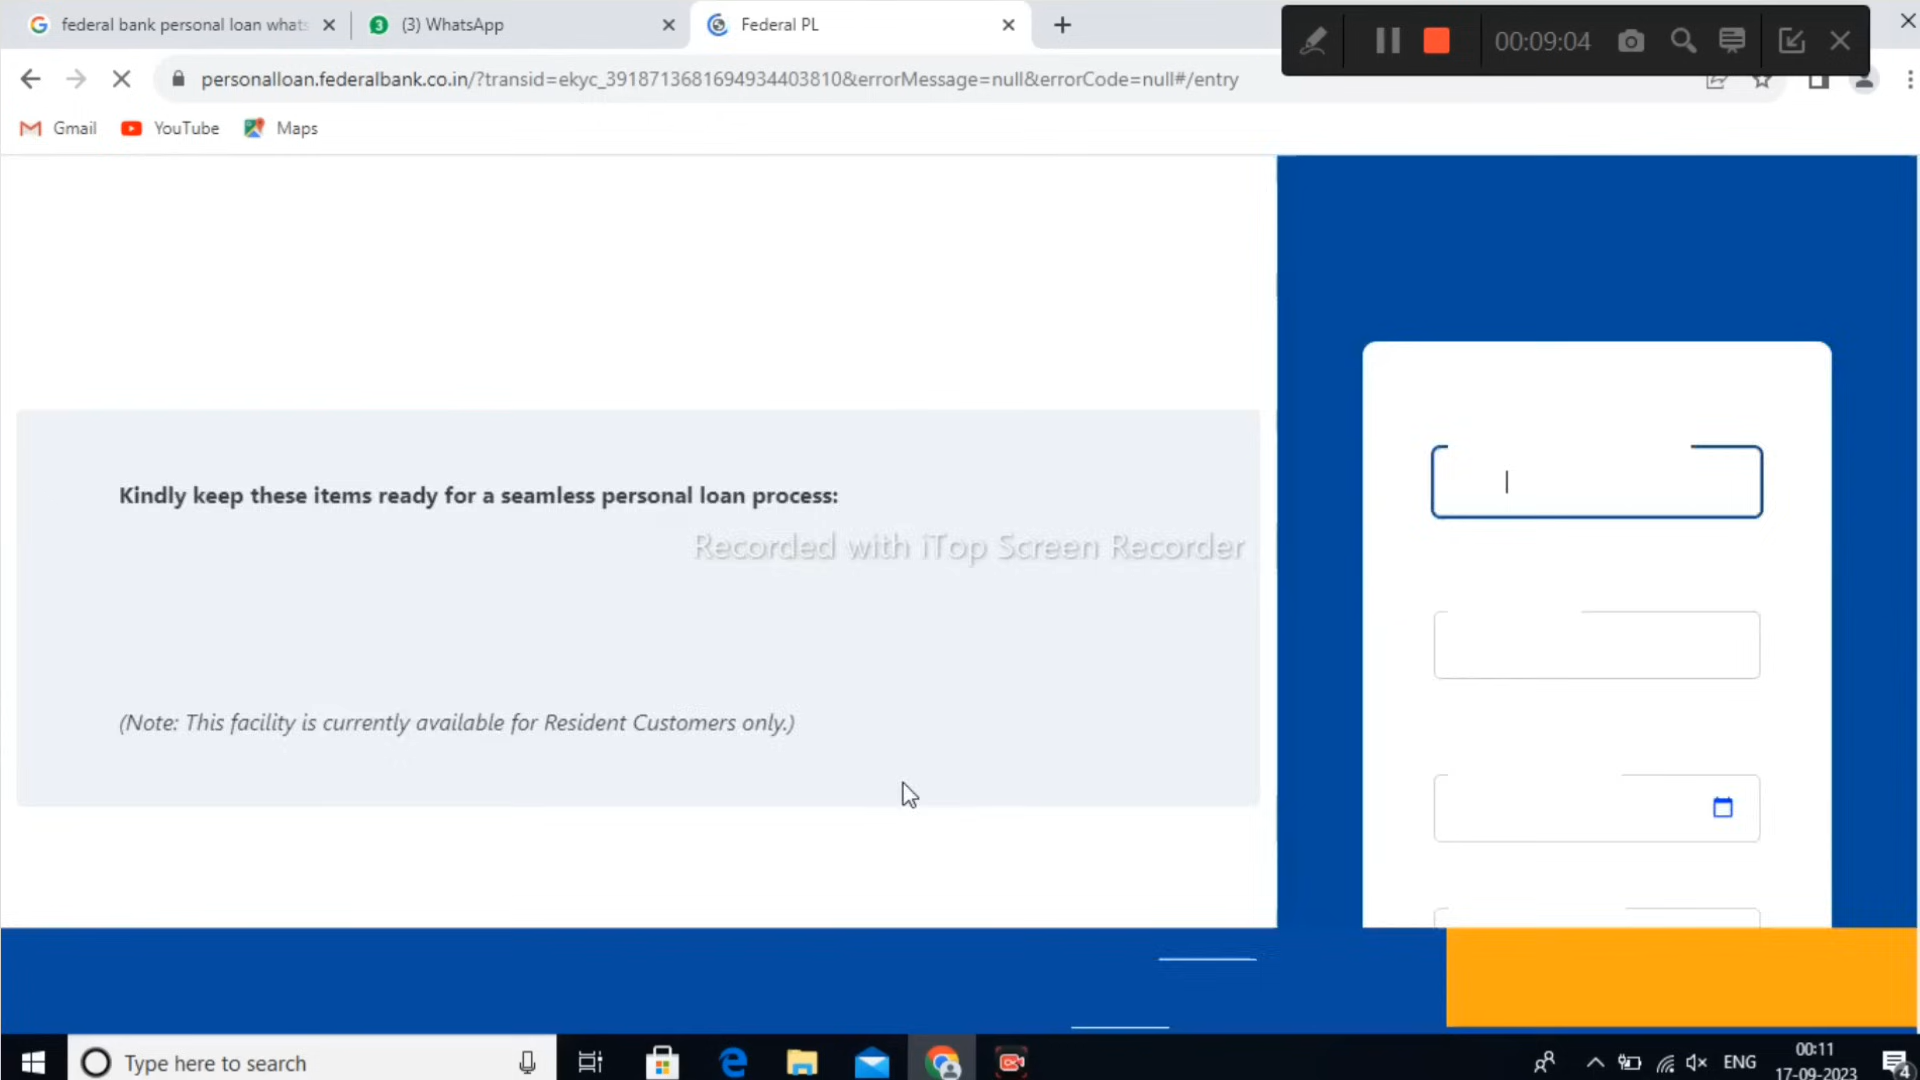 federal bank personal loan whats
3
(3) WhatsApp
Federal PL
00:09:04
personalloan.federalbank.co.in/?transid=ekyc_3918713681694934403810&errorMessage=null&errorCode=null#/entry
Gmail
YouTube
Maps
Kindly keep these items ready for a seamless personal loan process:
Recorded with iTop Screen Recorder
(Note: This facility is currently available for Resident Customers only.)
Type here to search
ENG
00:11
17-09-2023
4